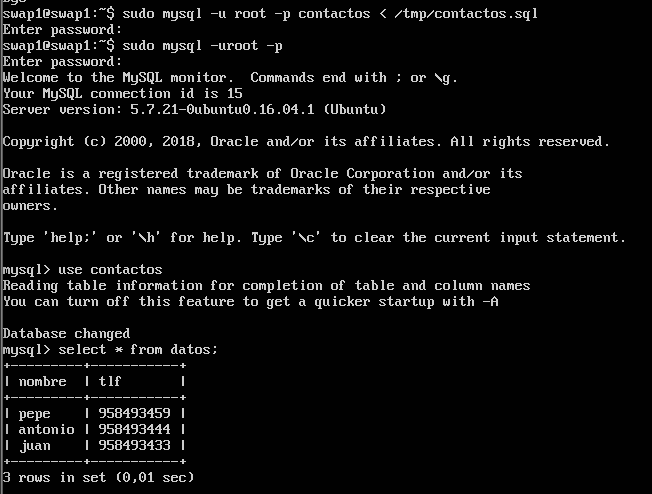 bye
swap1@swap1:~$ sudo mysql -u root -p contactos < /tmp/contactos.sql
Enter password:
swap1@swap1:~$ sudo mysql -uroot -p
Enter password:
Welcome to the MySQL monitor.  Commands end with ; or \g.
Your MySQL connection id is 15
Server version: 5.7.21-0ubuntu0.16.04.1 (Ubuntu)
Copyright (c) 2000, 2018, Oracle and/or its affiliates. All rights reserved.
Oracle is a registered trademark of Oracle Corporation and/or its
affiliates. Other names may be trademarks of their respective
owners.
Type 'help;' or '\h' for help. Type '\c' to clear the current input statement.
mysql> use contactos
Reading table information for completion of table and column names
You can turn off this feature to get a quicker startup with -A
Database changed
mysql> select * from datos;
+---------+-----------+
| nombre  | tlf       |
+---------+-----------+
| pepe    | 958493459 |
| antonio | 958493444 |
| juan    | 958493433 |
+---------+-----------+
3 rows in set (0,01 sec)